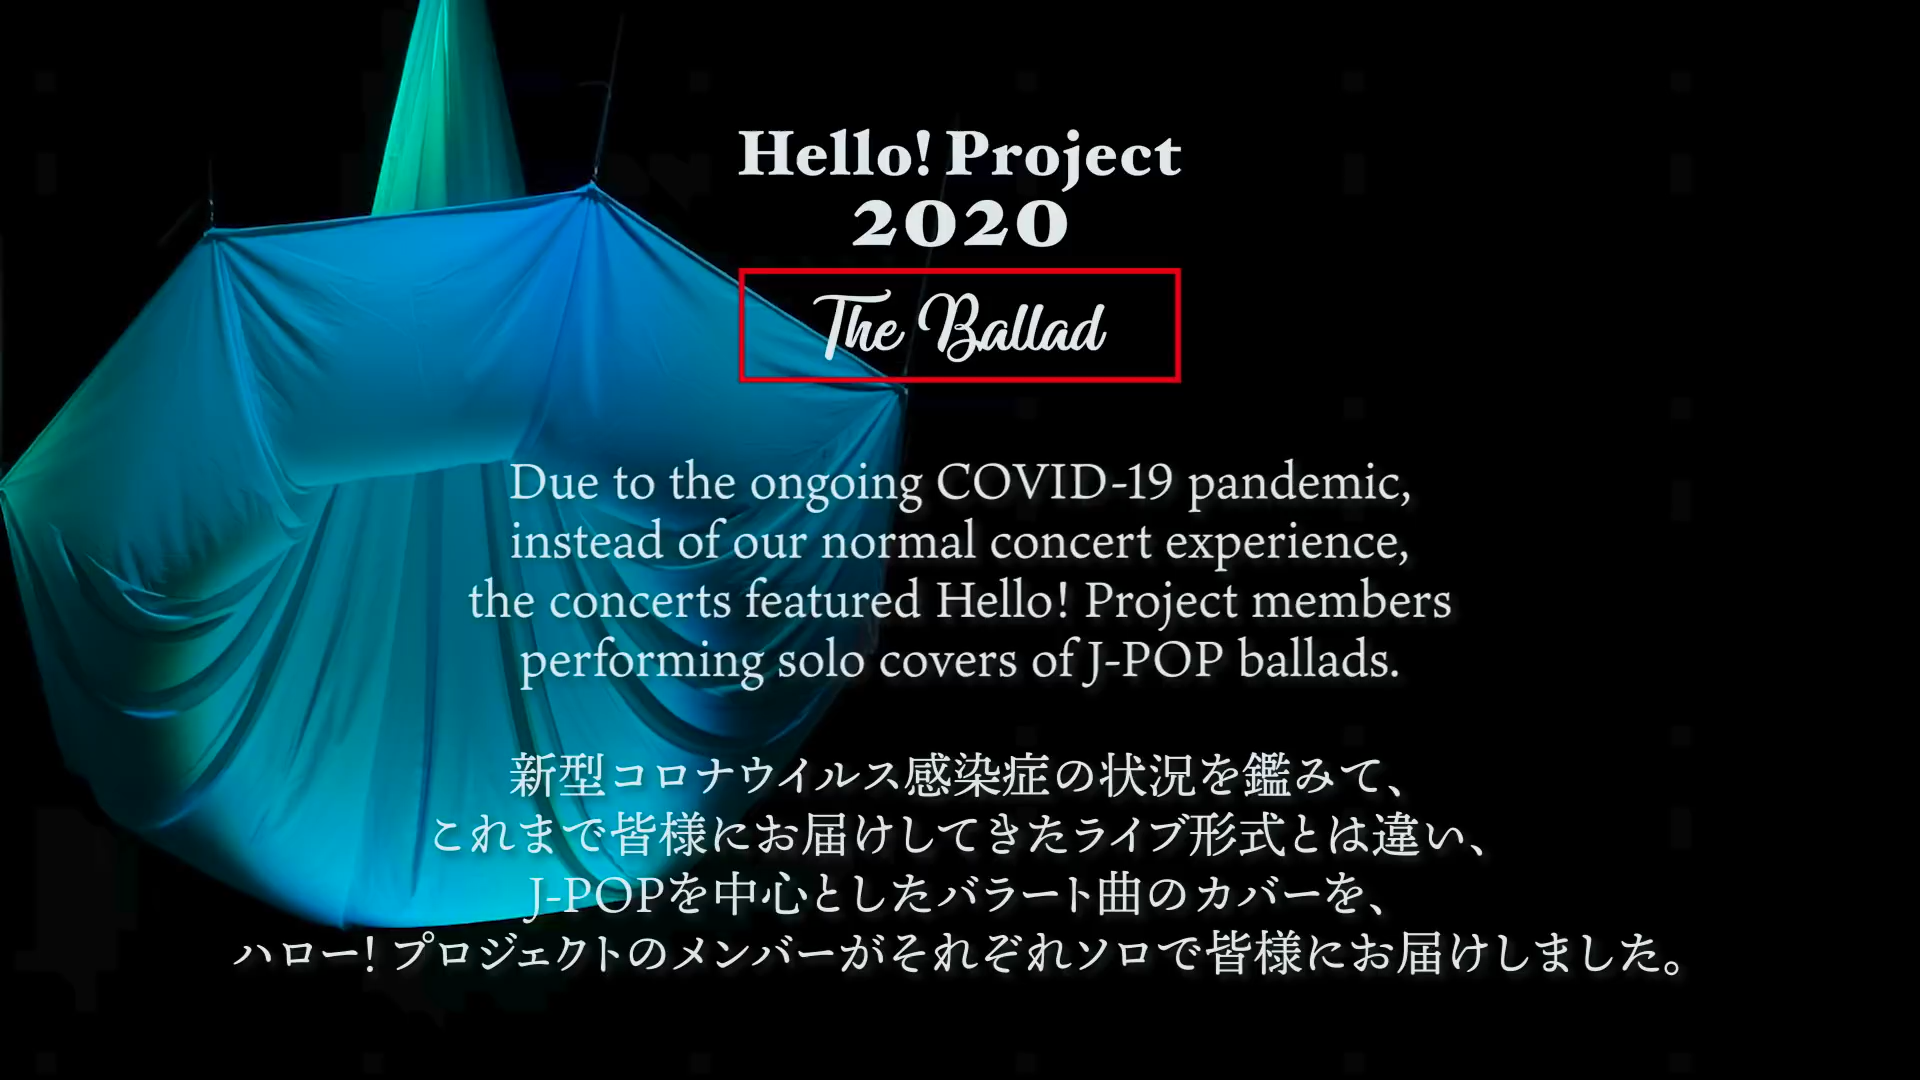 Hello! Project
2020
The Ballad
Due to the ongoing COVID-19 pandemic,
instead of our normal concert experience,
the concerts featured Hello! Project members
performing solo covers of J-POP ballads.
新型コロナウイルス感染症の状況を鑑みて、
これまで皆様にお届けしてきたライブ形式とは違い、
J-POPを中心としたバラート曲のカバーを、
ハロー! プロジェクトのメンバーがそれぞれソロで皆様にお届けしました。